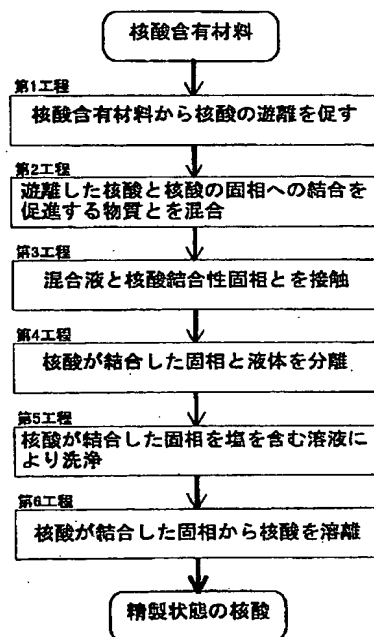 核酸含有材料
第1工程
核酸含有材料から核酸の遊離を促す
第2工程
遊離した核酸と核酸の固相への結合を
促進する物質とを混合
第3工程
混合液と核酸結合性固相とを接触
第4工程
核酸が結合した固相と液体を分離
第5工程
核酸が結合した固相を塩を含む溶液に
より洗浄
第6工程
核酸が結合した固相から核酸を溶離
精製状態の核酸